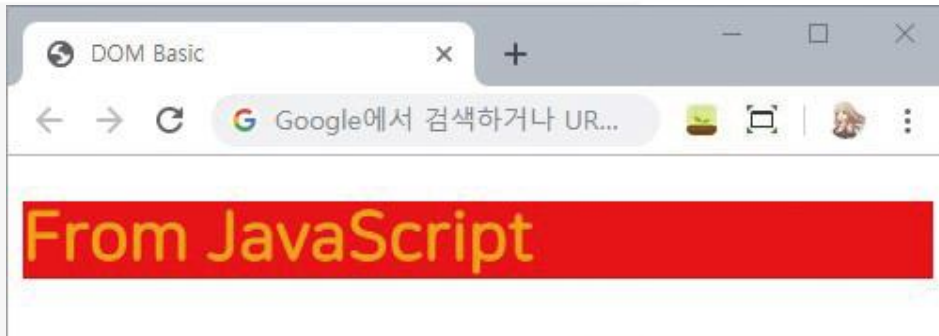 DOM Basic
Google에서 검색하거나 UR...
From JavaScript